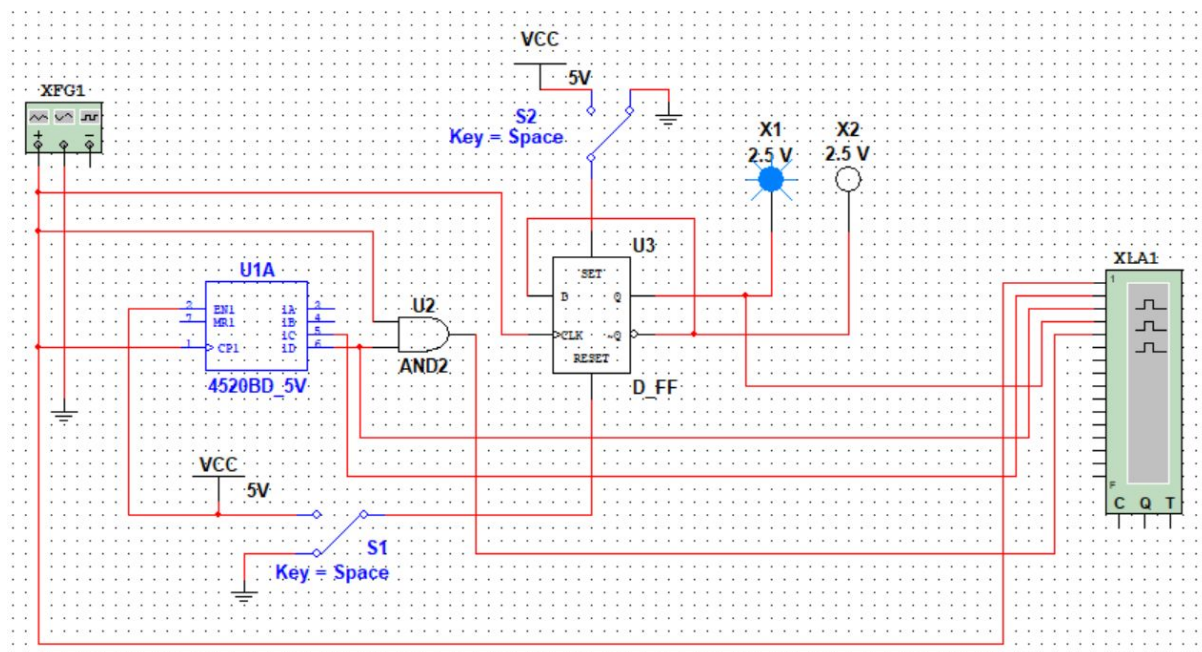 VCC
5V
XFG1
S2
Key = Space
X1
2.5 V
X2
2.5 V
+
−
U3
SET
D
Q
CLK
~Q
RESET
D_FF
XLA1
1
F
C Q T
U1A
2
EN1
1A
3
7
MR1
1B
4
1C
5
1
CP1
1D
6
4520BD_5V
U2
AND2
VCC
5V
S1
Key = Space